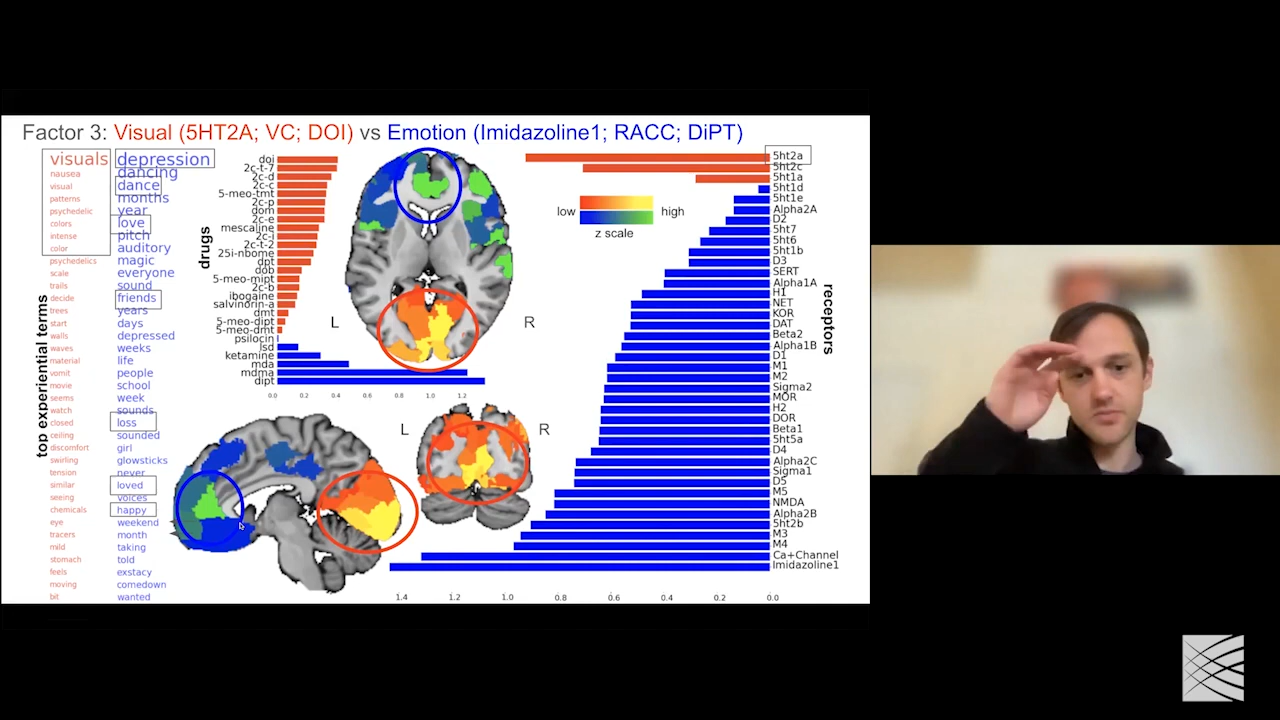 Factor 3: Visual (5HT2A; VC; DOI) vs Emotion (Imidazoline1; RACC; DiPT)
top experiential terms
visuals
nausea
visual
patterns
psychedelic
colors
intense
color
psychedelics
scale
trails
decide
trees
start
walls
waves
material
vomit
movie
seems
watch
closed
ceiling
discomfort
swirling
tension
similar
seeing
chemicals
eye
tracers
mild
stomach
feels
moving
bit
depression
dancing
dance
months
year
love
pitch
auditory
magic
everyone
sound
friends
years
days
depressed
weeks
life
people
school
week
sounds
loss
sounded
girl
glowsticks
never
loved
voices
happy
weekend
month
taking
told
extasy
comedown
wanted
drugs
doi
2c-t-7
2c-d
2c-c
5-meo-tmt
2c-p
dom
2c-e
mescaline
2c-i
2c-t-2
25i-nbome
dpt
dob
5-meo-mipt
2c-b
ibogaine
salvinorin-a
dmt
5-meo-dipt
5-meo-dmt
psilocin
lsd
ketamine
mda
mdma
dipt
0.0 0.2 0.4 0.6 0.8 1.0 1.2
L R
L R
low high
z scale
receptors
5ht2a
5ht2c
5ht1a
5ht1d
5ht1e
Alpha2A
D2
5ht7
5ht6
5ht1b
D3
SERT
Alpha1A
H1
NET
KOR
DAT
Beta2
Alpha1B
D1
M1
M2
Sigma2
MOR
H2
DOR
Beta1
5ht5a
D4
Alpha2C
Sigma1
D5
M5
NMDA
Alpha2B
5ht2b
M3
M4
Ca+Channel
Imidazoline1
1.4 1.2 1.0 0.8 0.6 0.4 0.2 0.0